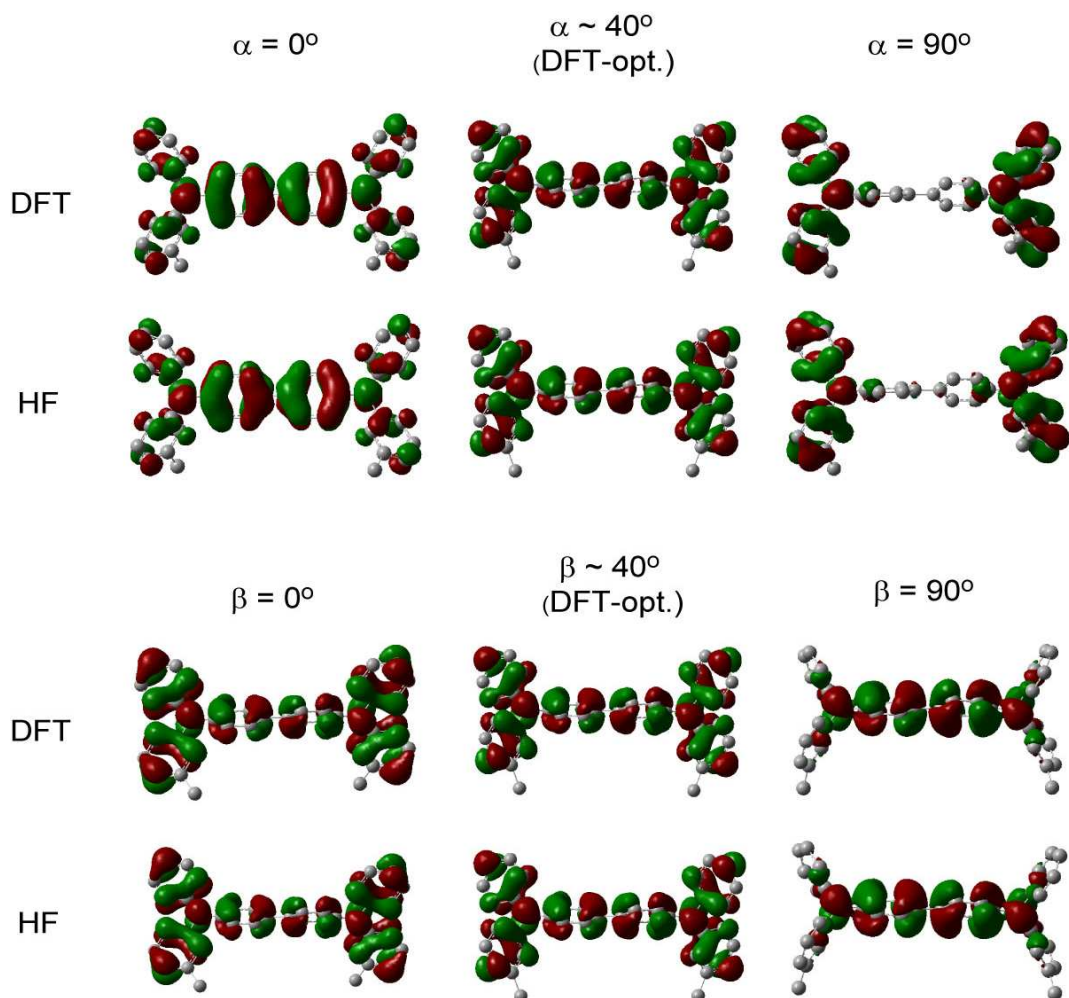 α = 0º
α ~ 40º
(DFT-opt.)
α = 90º
DFT
HF
β = 0º
β ~ 40º
(DFT-opt.)
β = 90º
DFT
HF